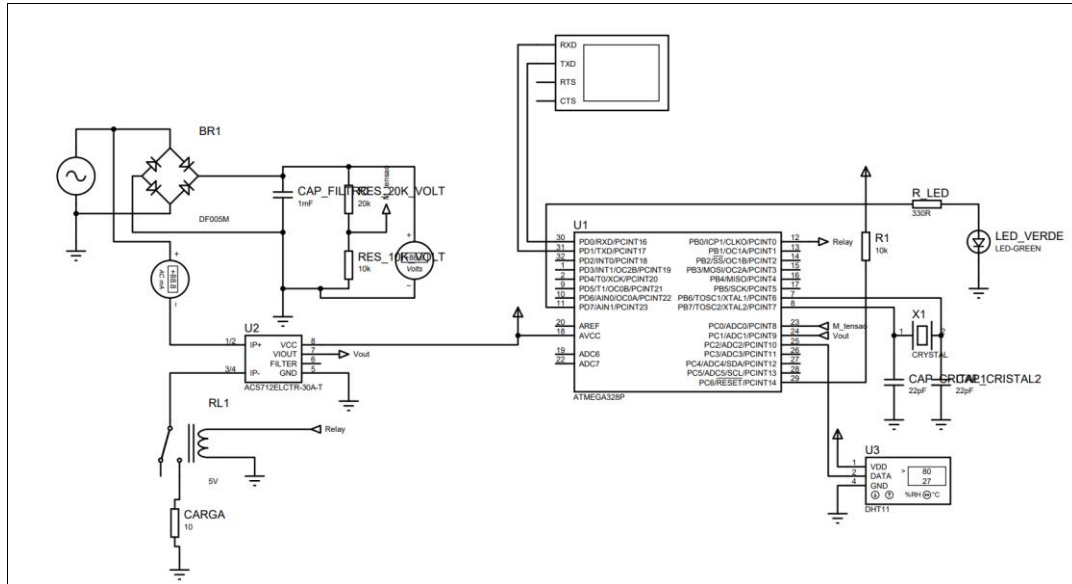 RXD
TXD
RTS
CTS
BR1
DF005M
CAP_FILTRO
1mF
RES_20K_VOLT
20k
RES_10K_VOLT
10k
Volts
+88.8
AC mA
U2
1/2 IP+
3/4 IP-
VCC 8
VIOUT 7
FILTER 6
GND 5
ACS712ELCTR-30A-T
Vout
RL1
5V
Relay
CARGA
10
U1
30 PD0/RXD/PCINT16
31 PD1/TXD/PCINT17
32 PD2/INT0/PCINT18
1 PD3/INT1/OC2B/PCINT19
2 PD4/T0/XCK/PCINT20
9 PD5/T1/OC0B/PCINT21
10 PD6/AIN0/OC0A/PCINT22
11 PD7/AIN1/PCINT23
20 AREF
18 AVCC
19 ADC6
22 ADC7
PB0/ICP1/CLKO/PCINT0 12
PB1/OC1A/PCINT1 13
PB2/SS/OC1B/PCINT2 14
PB3/MOSI/OC2A/PCINT3 15
PB4/MISO/PCINT4 16
PB5/SCK/PCINT5 17
PB6/TOSC1/XTAL1/PCINT6 7
PB7/TOSC2/XTAL2/PCINT7 8
PC0/ADC0/PCINT8 23
PC1/ADC1/PCINT9 24
PC2/ADC2/PCINT10 25
PC3/ADC3/PCINT11 26
PC4/ADC4/SDA/PCINT12 27
PC5/ADC5/SCL/PCINT13 28
PC6/RESET/PCINT14 29
ATMEGA328P
Relay
M_tensao
Vout
R1
10k
R_LED
330R
LED_VERDE
LED-GREEN
X1
1
2
CRYSTAL
22pF
CAP_CRISTAL2
22pF
U3
1 VDD
2 DATA
4 GND
> 80
27
%RH °C
DHT11